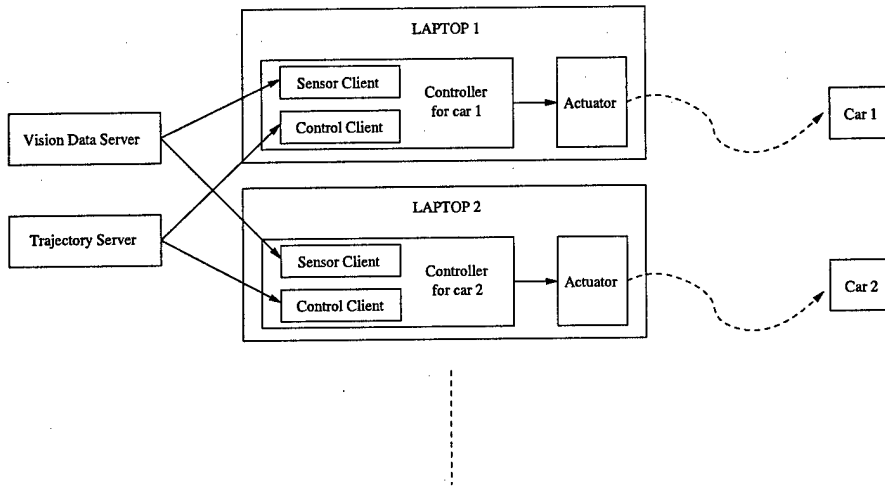 LAPTOP 1
Sensor Client
Control Client
Controller
for car 1
Actuator
Car 1
Vision Data Server
Trajectory Server
LAPTOP 2
Sensor Client
Control Client
Controller
for car 2
Actuator
Car 2